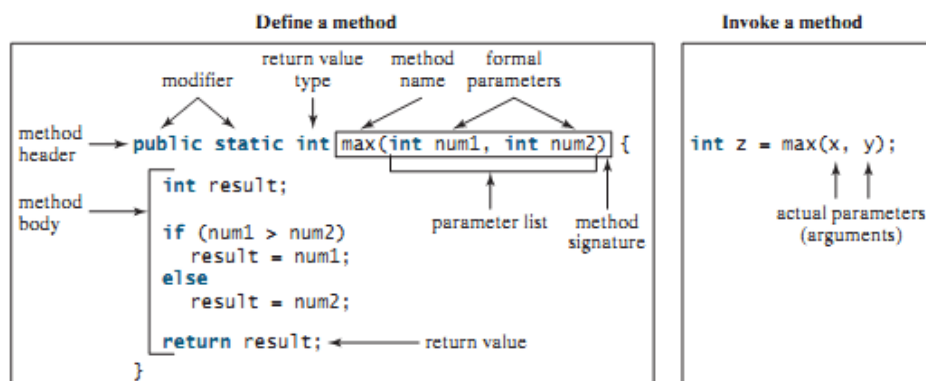 Define a method
Invoke a method
return value method formal
modifier type name parameters
method
header
public static int max(int num1, int num2) {
int z = max(x, y);
method
body
int result;
parameter list method
signature
actual parameters
(arguments)
if (num1 > num2)
result = num1;
else
result = num2;
return result; return value
}